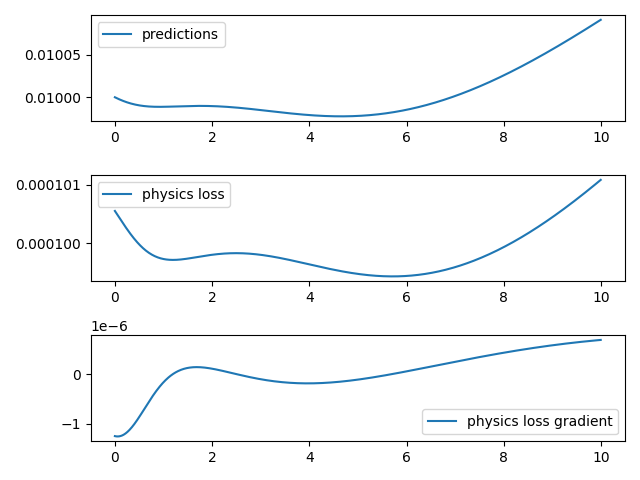 predictions
0.01005
0.01000
0 2 4 6 8 10
physics loss
0.000101
0.000100
0 2 4 6 8 10
1e−6
0
−1
physics loss gradient
0 2 4 6 8 10